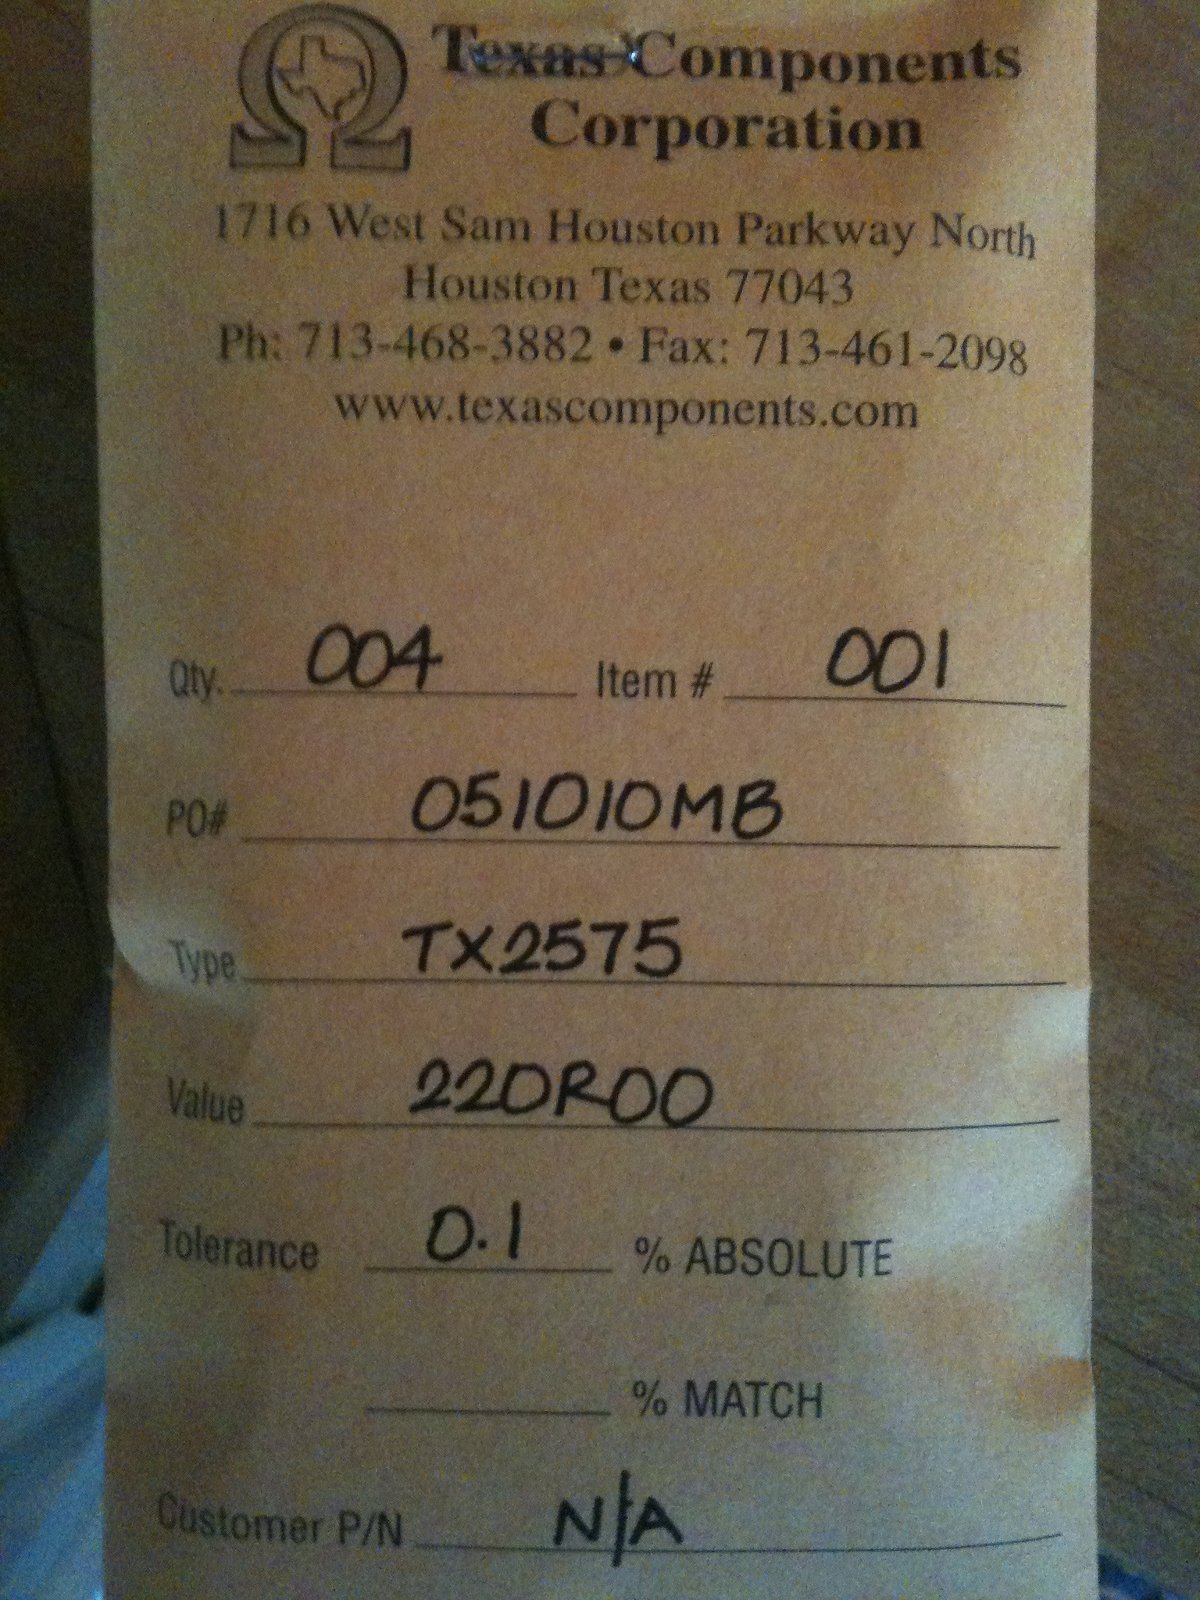 Texas Components
Corporation
1716 West Sam Houston Parkway North
Houston Texas 77043
Ph: 713-468-3882 • Fax: 713-461-2098
www.texascomponents.com
Qty. 004 Item # 001
PO# 051010MB
Type TX2575
Value 220R00
Tolerance 0.1 % ABSOLUTE
% MATCH
Customer P/N N/A